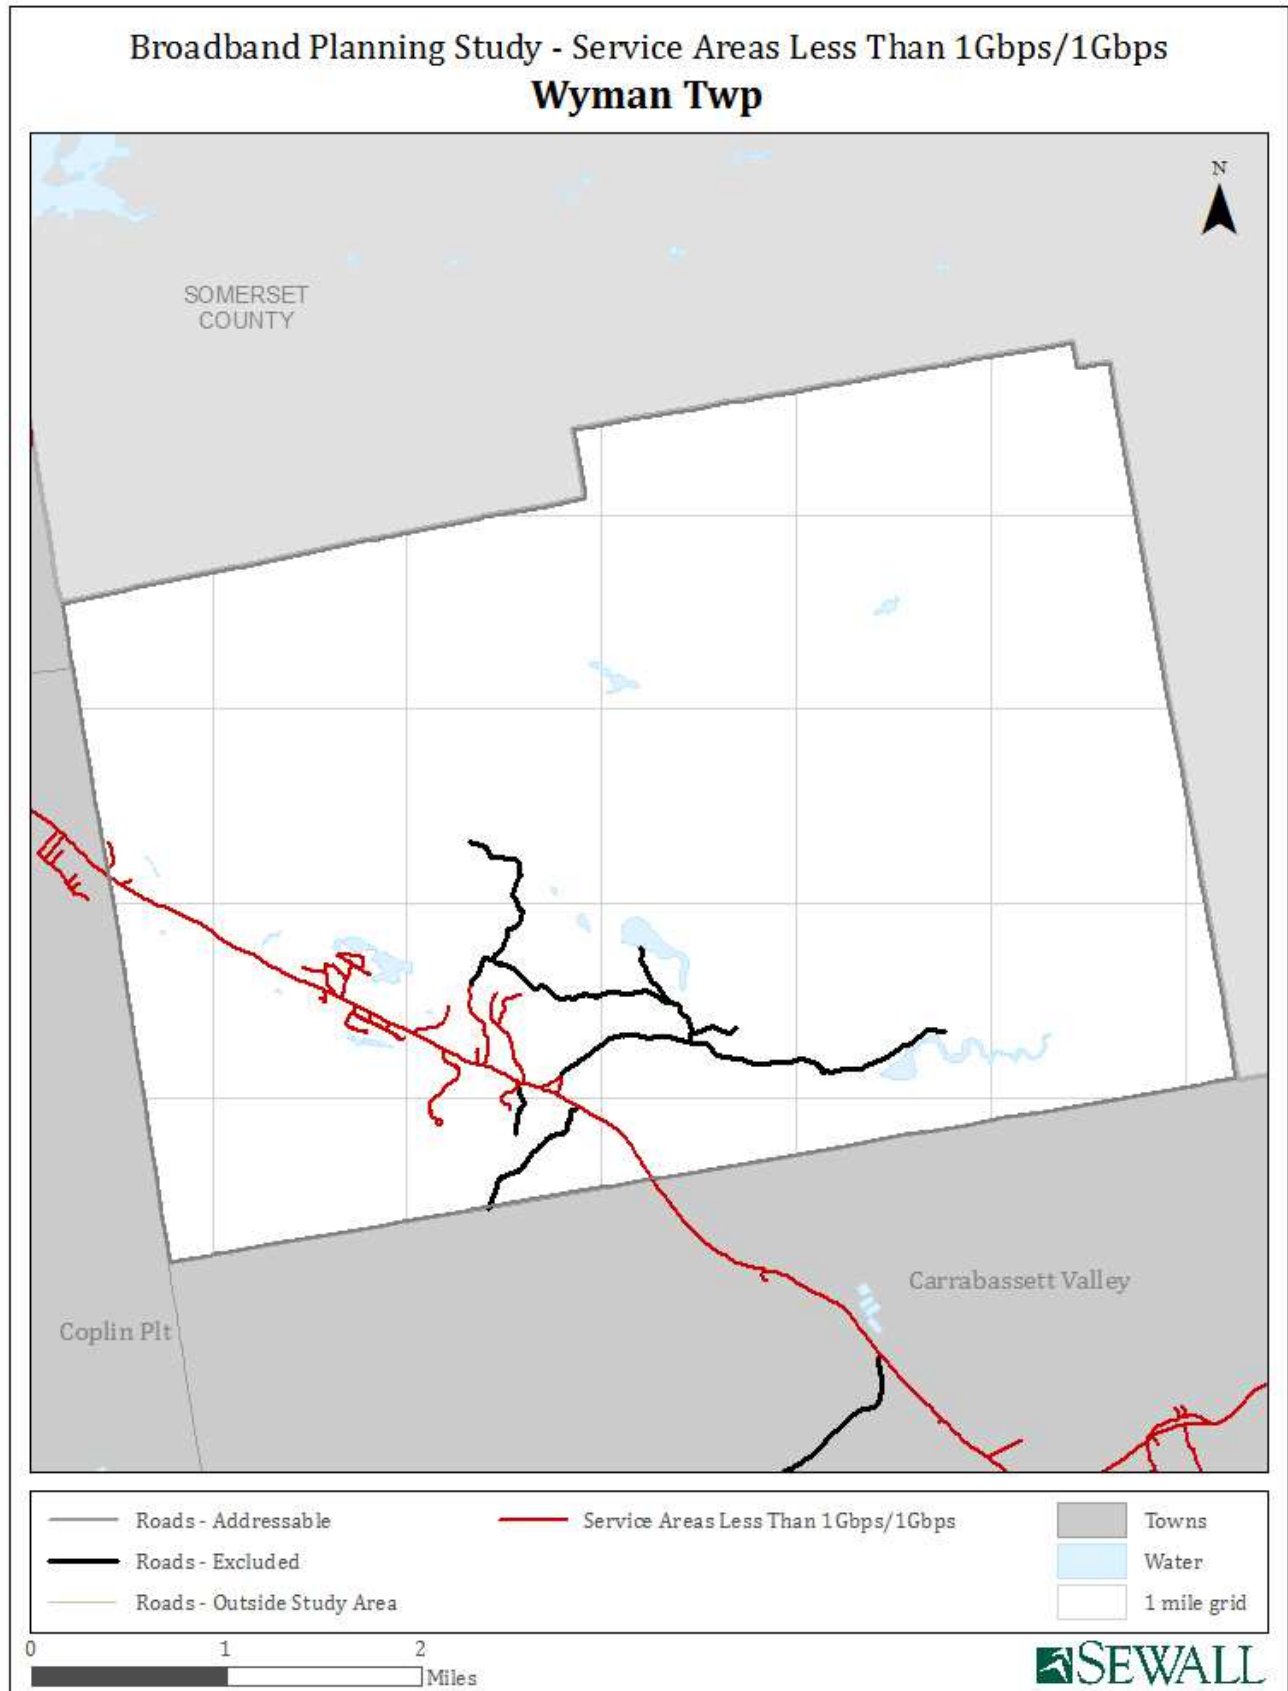 Broadband Planning Study - Service Areas Less Than 1Gbps/1Gbps
Wyman Twp
N
SOMERSET
COUNTY
Carrabassett Valley
Coplin Plt
Roads - Addressable
Roads - Excluded
Roads - Outside Study Area
Service Areas Less Than 1Gbps/1Gbps
Towns
Water
1 mile grid
0 1 2
Miles
SEWALL